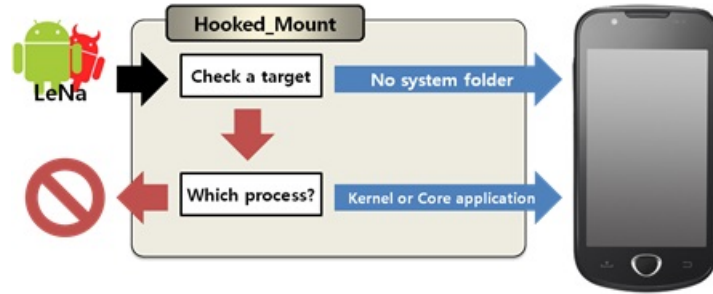 Hooked_Mount
LeNa
Check a target
No system folder
Which process?
Kernel or Core application